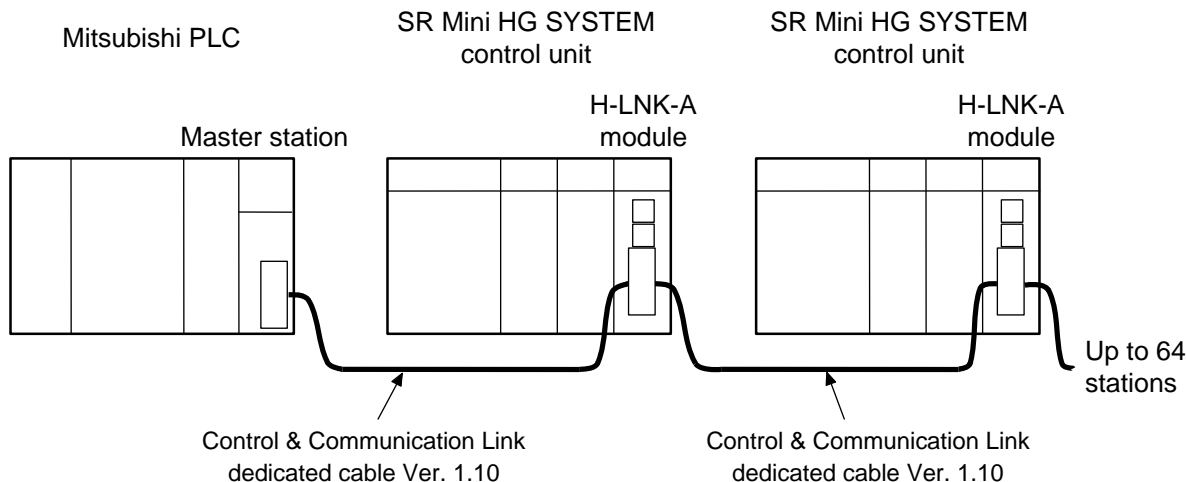 Mitsubishi PLC
SR Mini HG SYSTEM
control unit
SR Mini HG SYSTEM
control unit
Master station
H-LNK-A
module
H-LNK-A
module
Up to 64
stations
Control & Communication Link
dedicated cable Ver. 1.10
Control & Communication Link
dedicated cable Ver. 1.10